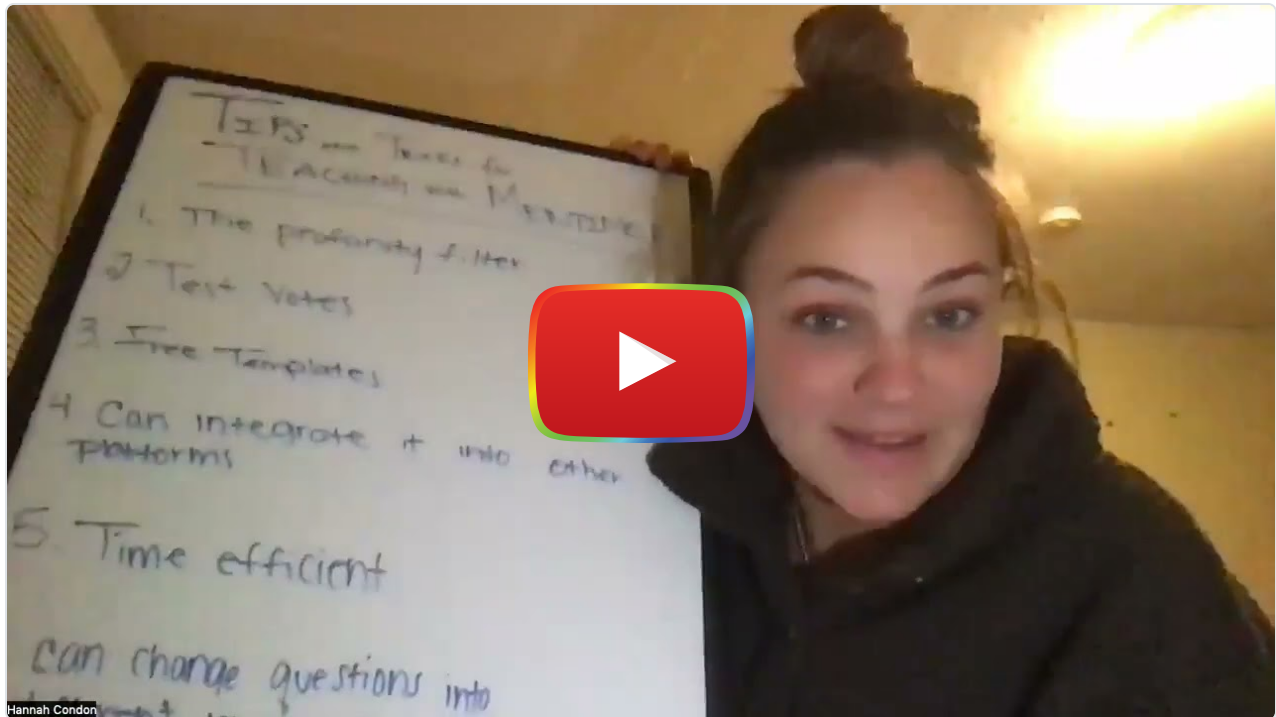 TIPS and Tricks for
TEACHING with MENTIMETER
1. The profanity filter
2 Test Votes
3. Free Templates
4 Can integrate it into other
platforms
5. Time efficient
can change questions into
Hannah Condon